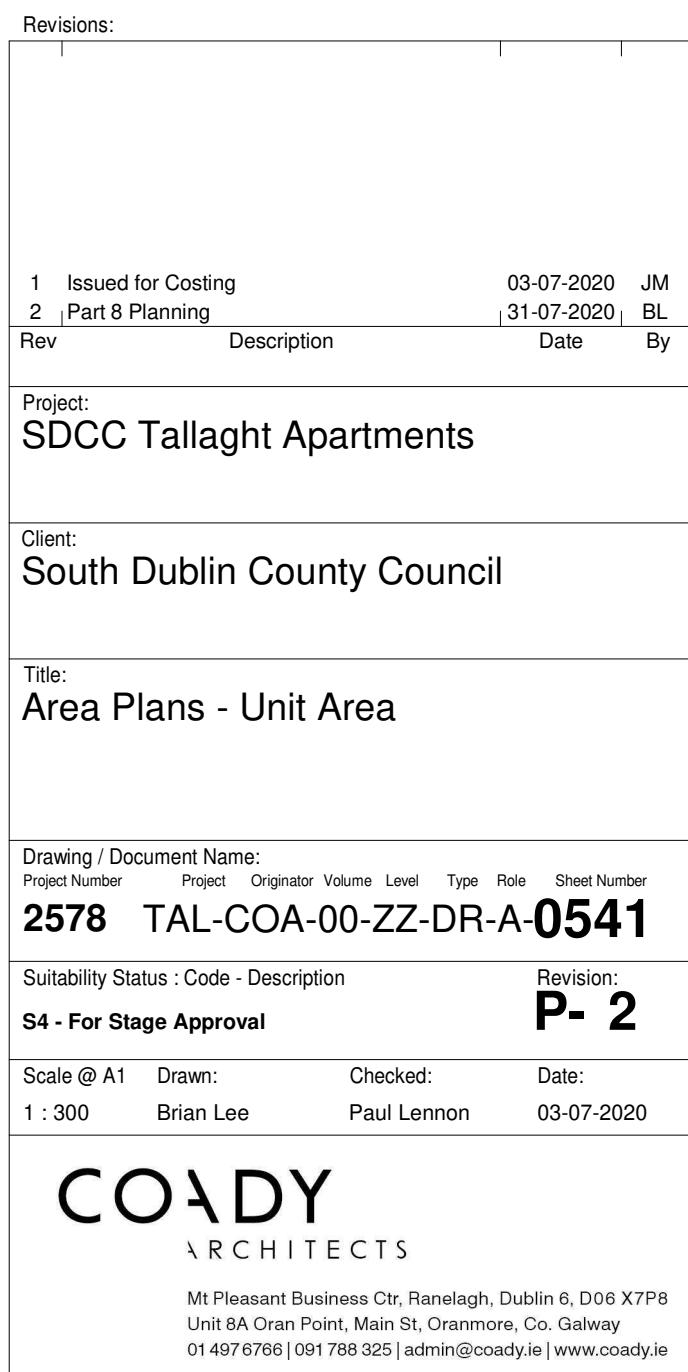 Revisions:
1 Issued for Costing 03-07-2020 JM
2 Part 8 Planning 31-07-2020 BL
Rev Description Date By
Project:
SDCC Tallaght Apartments
Client:
South Dublin County Council
Title:
Area Plans - Unit Area
Drawing / Document Name:
Project Number Project Originator Volume Level Type Role Sheet Number
2578 TAL-COA-00-ZZ-DR-A-0541
Suitability Status : Code - Description Revision:
S4 - For Stage Approval P- 2
Scale @ A1 Drawn: Checked: Date:
1 : 300 Brian Lee Paul Lennon 03-07-2020
COADY
ARCHITECTS
Mt Pleasant Business Ctr, Ranelagh, Dublin 6, D06 X7P8
Unit 8A Oran Point, Main St, Oranmore, Co. Galway
01 4976766 | 091 788 325 | admin@coady.ie | www.coady.ie